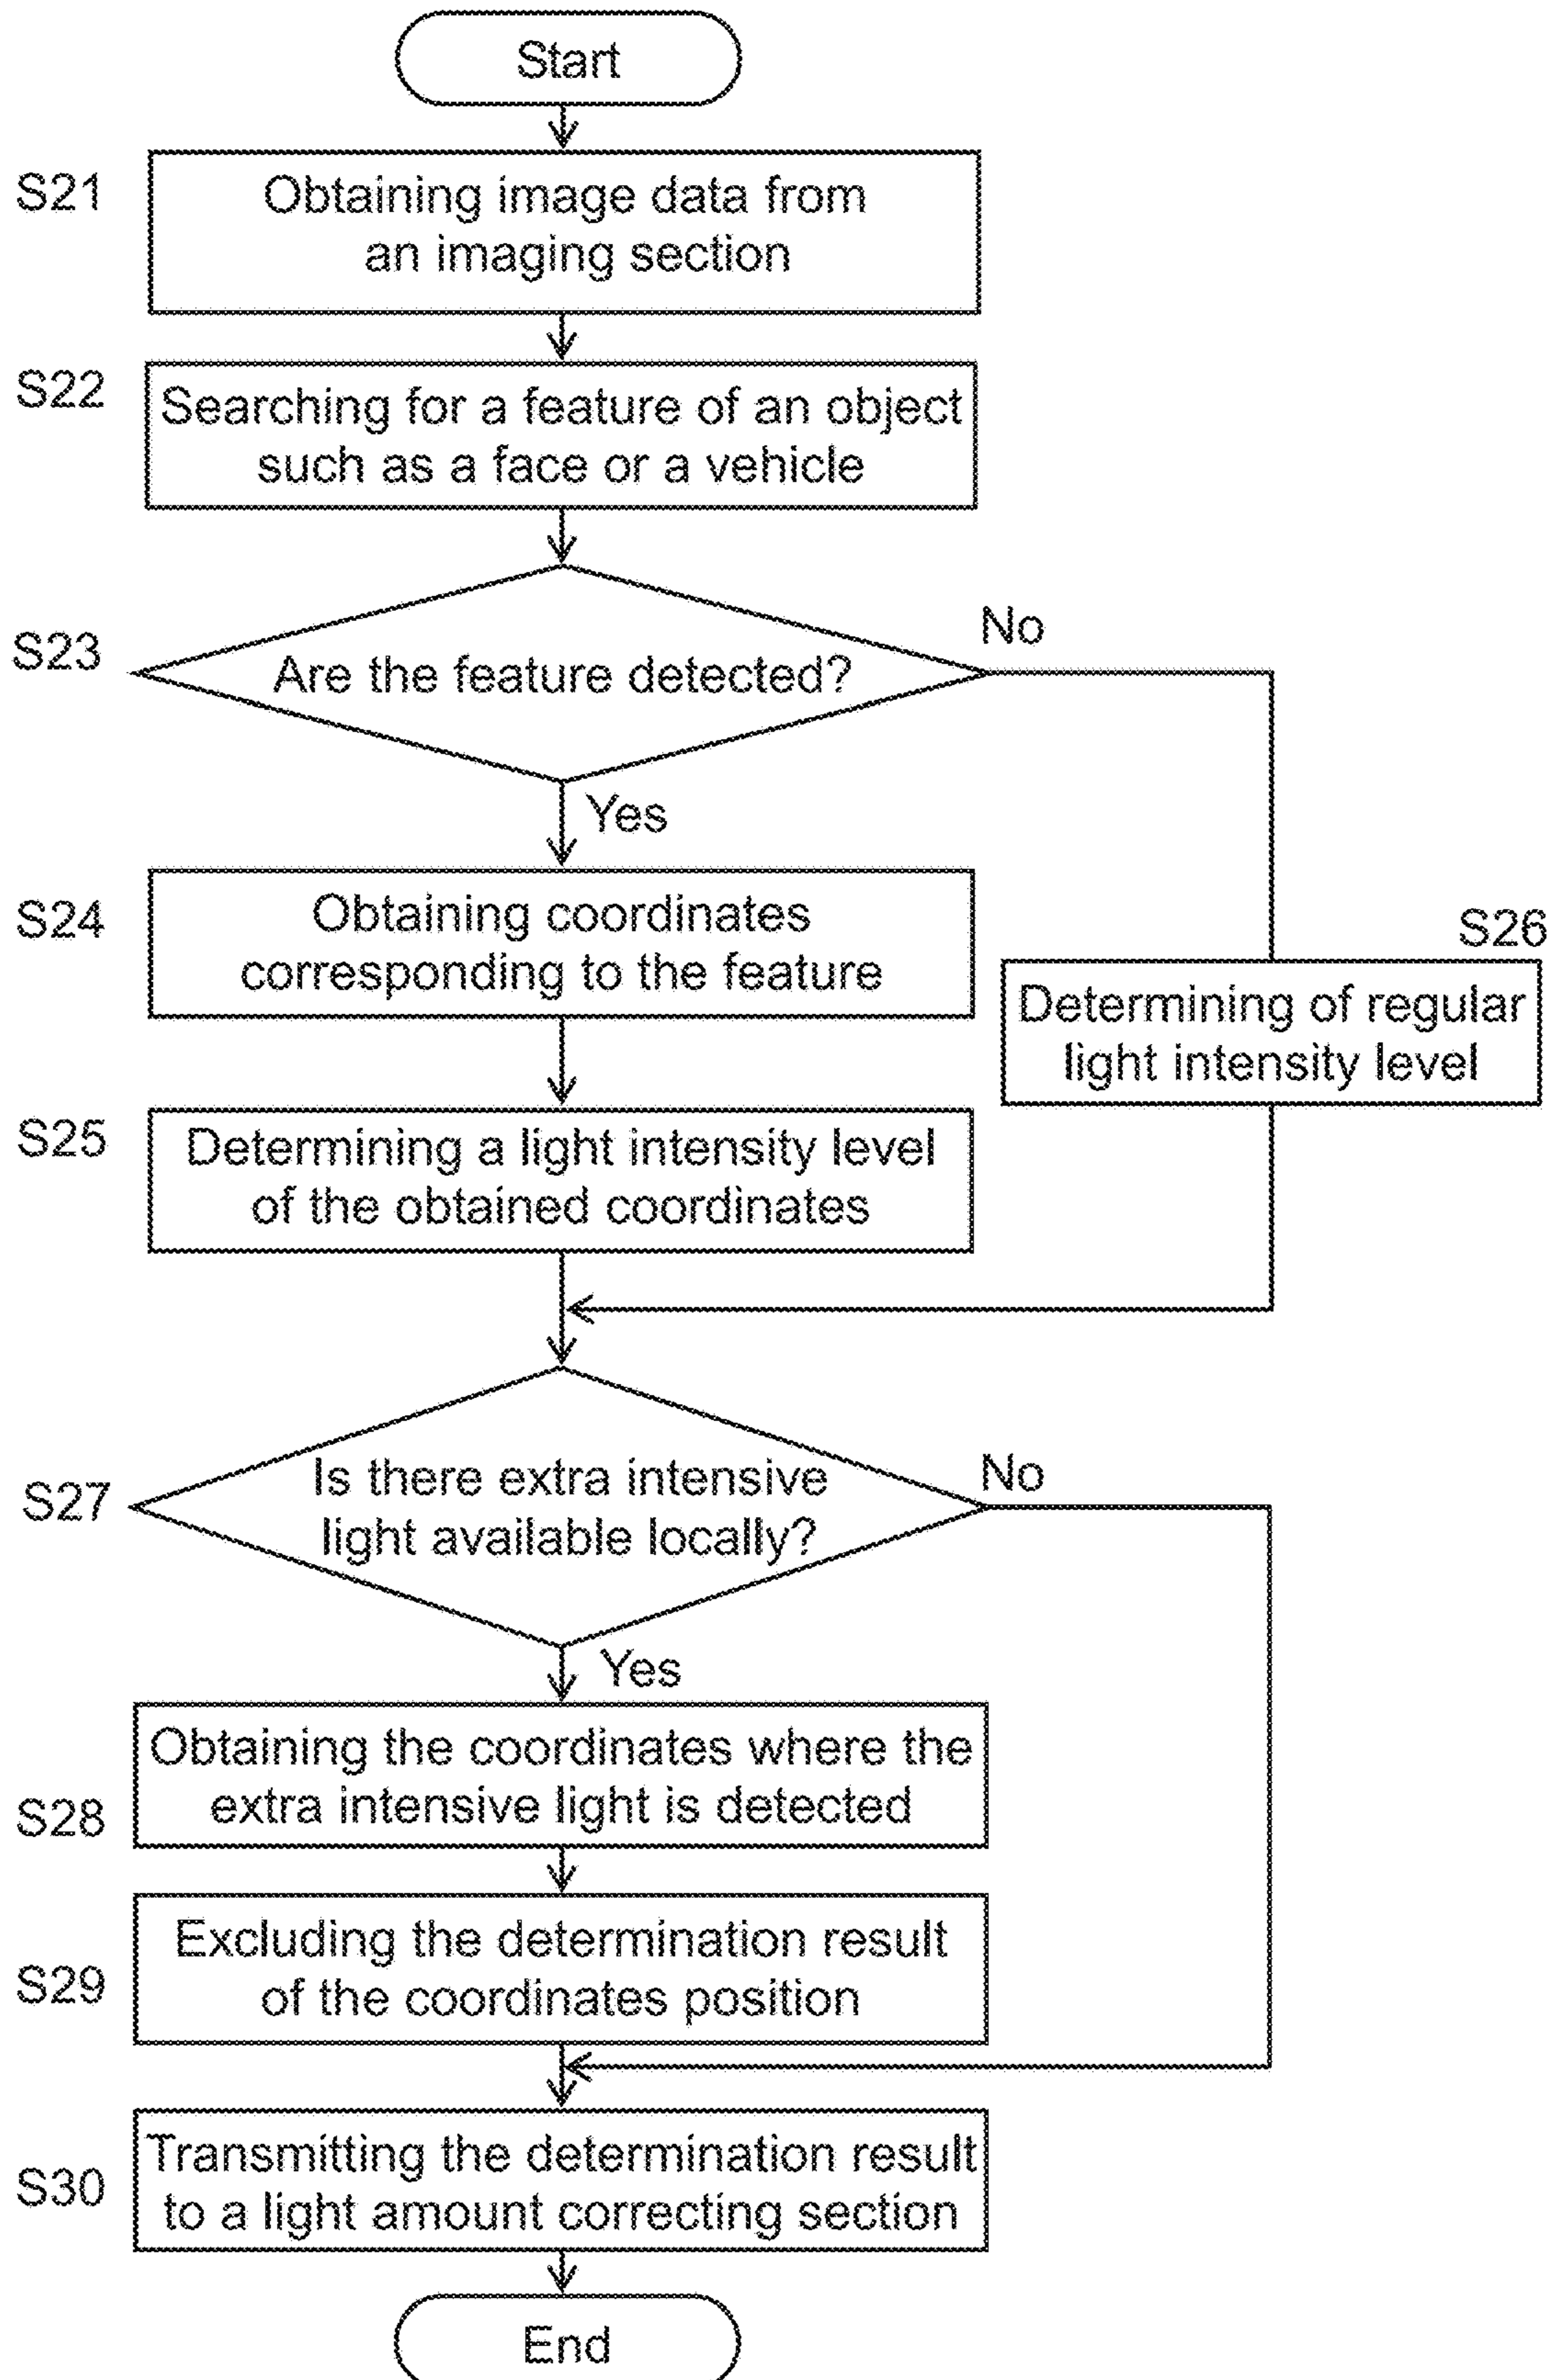 Start
S21
Obtaining image data from
an imaging section
S22
Searching for a feature of an object
such as a face or a vehicle
S23
Are the feature detected?
No
Yes
S24
Obtaining coordinates
corresponding to the feature
S26
Determining of regular
light intensity level
S25
Determining a light intensity level
of the obtained coordinates
S27
Is there extra intensive
light available locally?
No
Yes
S28
Obtaining the coordinates where the
extra intensive light is detected
S29
Excluding the determination result
of the coordinates position
S30
Transmitting the determination result
to a light amount correcting section
End